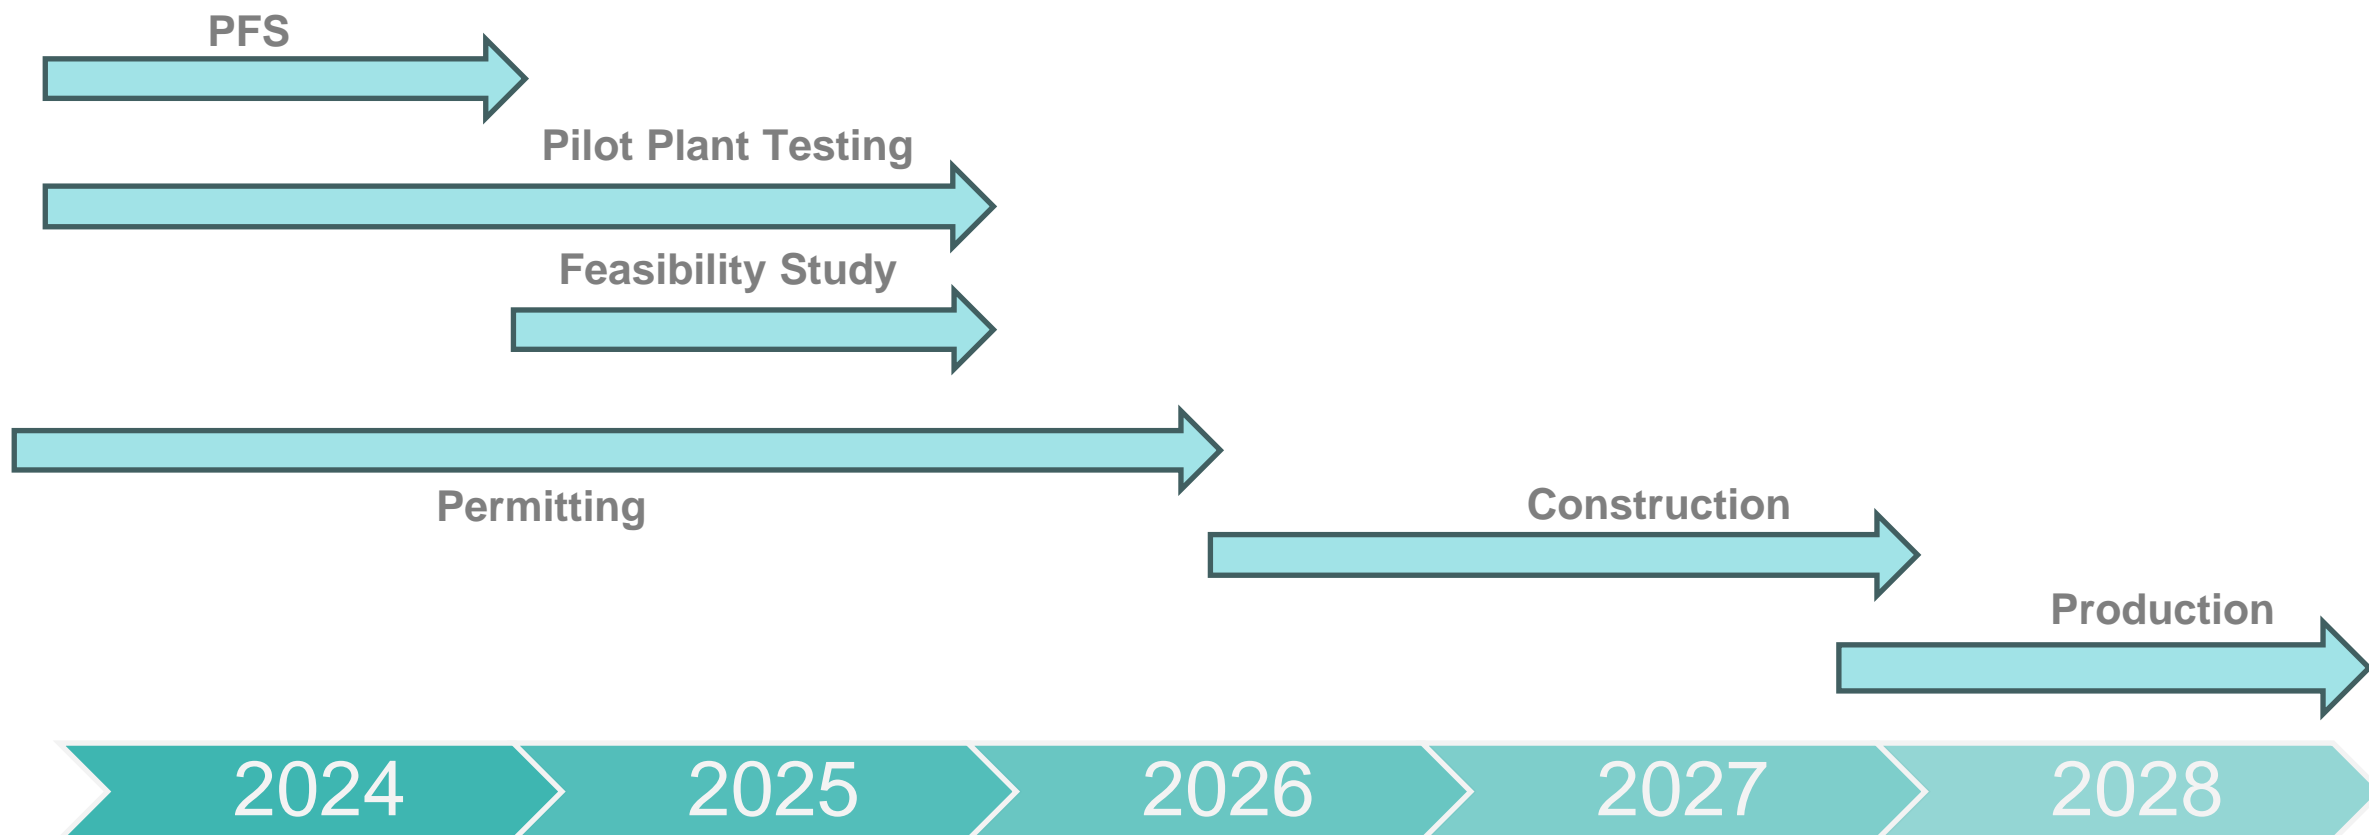 PFS
Pilot Plant Testing
Feasibility Study
Permitting
Construction
Production
2024 2025 2026 2027 2028